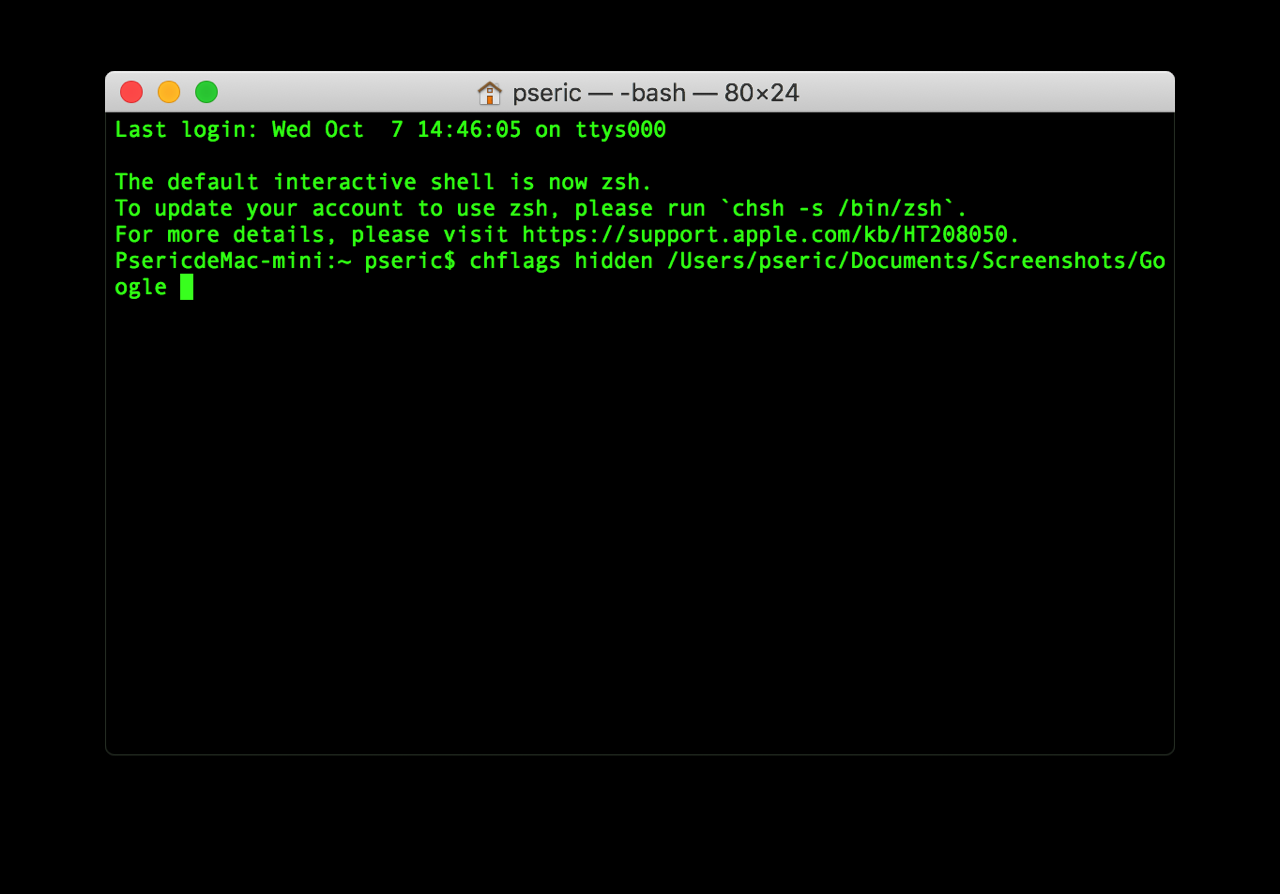 pseric — -bash — 80×24
Last login: Wed Oct  7 14:46:05 on ttys000
The default interactive shell is now zsh.
To update your account to use zsh, please run `chsh -s /bin/zsh`.
For more details, please visit https://support.apple.com/kb/HT208050.
PsericdeMac-mini:~ pseric$ chflags hidden /Users/pseric/Documents/Screenshots/Go
ogle